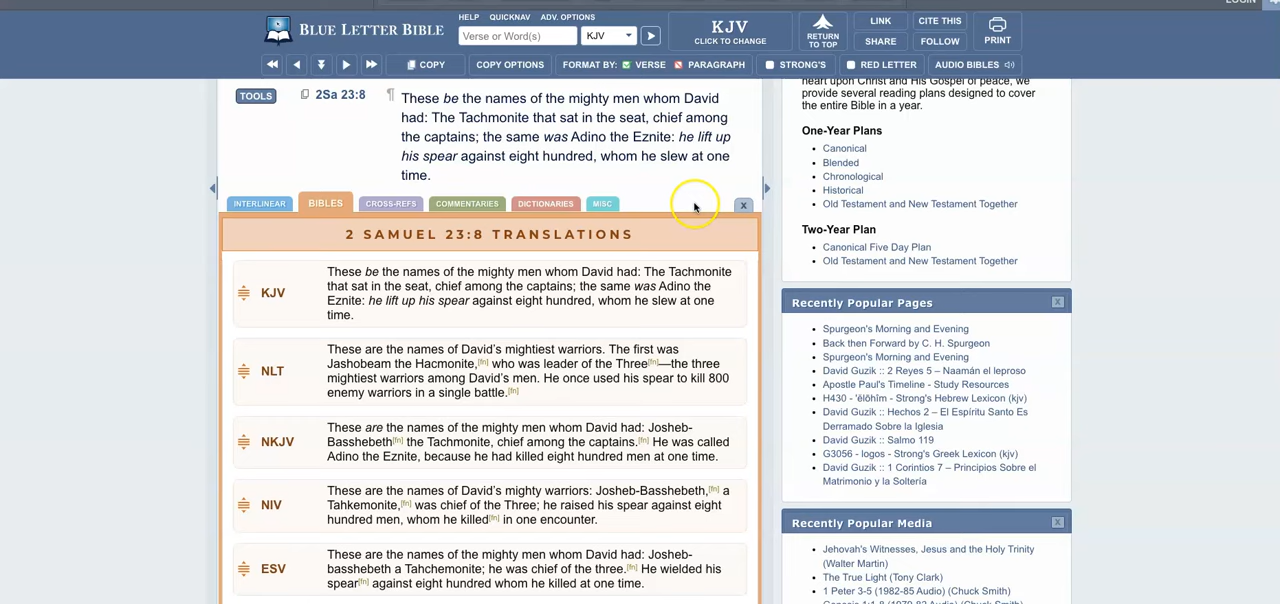 LOGIN
BLUE LETTER BIBLE
HELP QUICKNAV ADV. OPTIONS
Verse or Word(s) KJV
KJV
CLICK TO CHANGE
RETURN
TO TOP
LINK CITE THIS
SHARE FOLLOW
PRINT
COPY COPY OPTIONS FORMAT BY: VERSE PARAGRAPH STRONG'S RED LETTER AUDIO BIBLES
TOOLS 2Sa 23:8 ¶ These be the names of the mighty men whom David
had: The Tachmonite that sat in the seat, chief among
the captains; the same was Adino the Eznite: he lift up
his spear against eight hundred, whom he slew at one
time.
INTERLINEAR BIBLES CROSS-REFS COMMENTARIES DICTIONARIES MISC X
2 SAMUEL 23:8 TRANSLATIONS
KJV
These be the names of the mighty men whom David had: The Tachmonite
that sat in the seat, chief among the captains; the same was Adino the
Eznite: he lift up his spear against eight hundred, whom he slew at one
time.
NLT
These are the names of David's mightiest warriors. The first was
Jashobeam the Hacmonite,[fn] who was leader of the Three[fn]—the three
mightiest warriors among David's men. He once used his spear to kill 800
enemy warriors in a single battle.[fn]
NKJV
These are the names of the mighty men whom David had: Josheb-
Basshebeth[fn] the Tachmonite, chief among the captains.[fn] He was called
Adino the Eznite, because he had killed eight hundred men at one time.
NIV
These are the names of David's mighty warriors: Josheb-Basshebeth,[fn] a
Tahkemonite,[fn] was chief of the Three; he raised his spear against eight
hundred men, whom he killed[fn] in one encounter.
ESV
These are the names of the mighty men whom David had: Josheb-
basshebeth a Tahchemonite; he was chief of the three.[fn] He wielded his
spear[fn] against eight hundred whom he killed at one time.
heart upon Christ and His Gospel of peace, we
provide several reading plans designed to cover
the entire Bible in a year.
One-Year Plans
Canonical
Blended
Chronological
Historical
Old Testament and New Testament Together
Two-Year Plan
Canonical Five Day Plan
Old Testament and New Testament Together
Recently Popular Pages X
Spurgeon's Morning and Evening
Back then Forward by C. H. Spurgeon
Spurgeon's Morning and Evening
David Guzik :: 2 Reyes 5 – Naamán el leproso
Apostle Paul's Timeline - Study Resources
H430 - 'ĕlōhîm - Strong's Hebrew Lexicon (kjv)
David Guzik :: Hechos 2 – El Espíritu Santo Es
Derramado Sobre la Iglesia
David Guzik :: Salmo 119
G3056 - logos - Strong's Greek Lexicon (kjv)
David Guzik :: 1 Corintios 7 – Principios Sobre el
Matrimonio y la Soltería
Recently Popular Media X
Jehovah's Witnesses, Jesus and the Holy Trinity
(Walter Martin)
The True Light (Tony Clark)
1 Peter 3-5 (1982-85 Audio) (Chuck Smith)